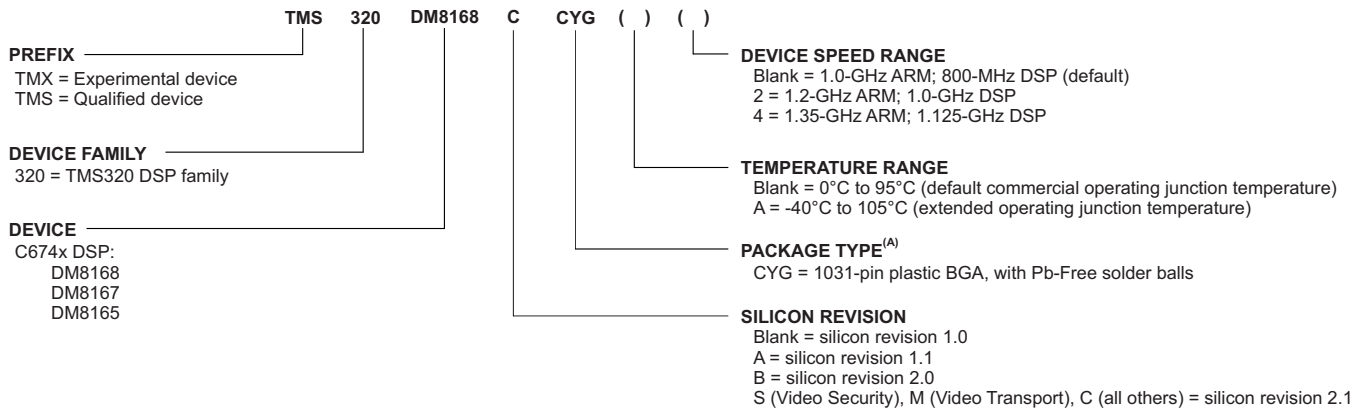 TMS 320 DM8168 C CYG ( ) ( )
PREFIX
TMX = Experimental device
TMS = Qualified device
DEVICE FAMILY
320 = TMS320 DSP family
DEVICE
C674x DSP:
DM8168
DM8167
DM8165
DEVICE SPEED RANGE
Blank = 1.0-GHz ARM; 800-MHz DSP (default)
2 = 1.2-GHz ARM; 1.0-GHz DSP
4 = 1.35-GHz ARM; 1.125-GHz DSP
TEMPERATURE RANGE
Blank = 0°C to 95°C (default commercial operating junction temperature)
A = -40°C to 105°C (extended operating junction temperature)
PACKAGE TYPE(A)
CYG = 1031-pin plastic BGA, with Pb-Free solder balls
SILICON REVISION
Blank = silicon revision 1.0
A = silicon revision 1.1
B = silicon revision 2.0
S (Video Security), M (Video Transport), C (all others) = silicon revision 2.1